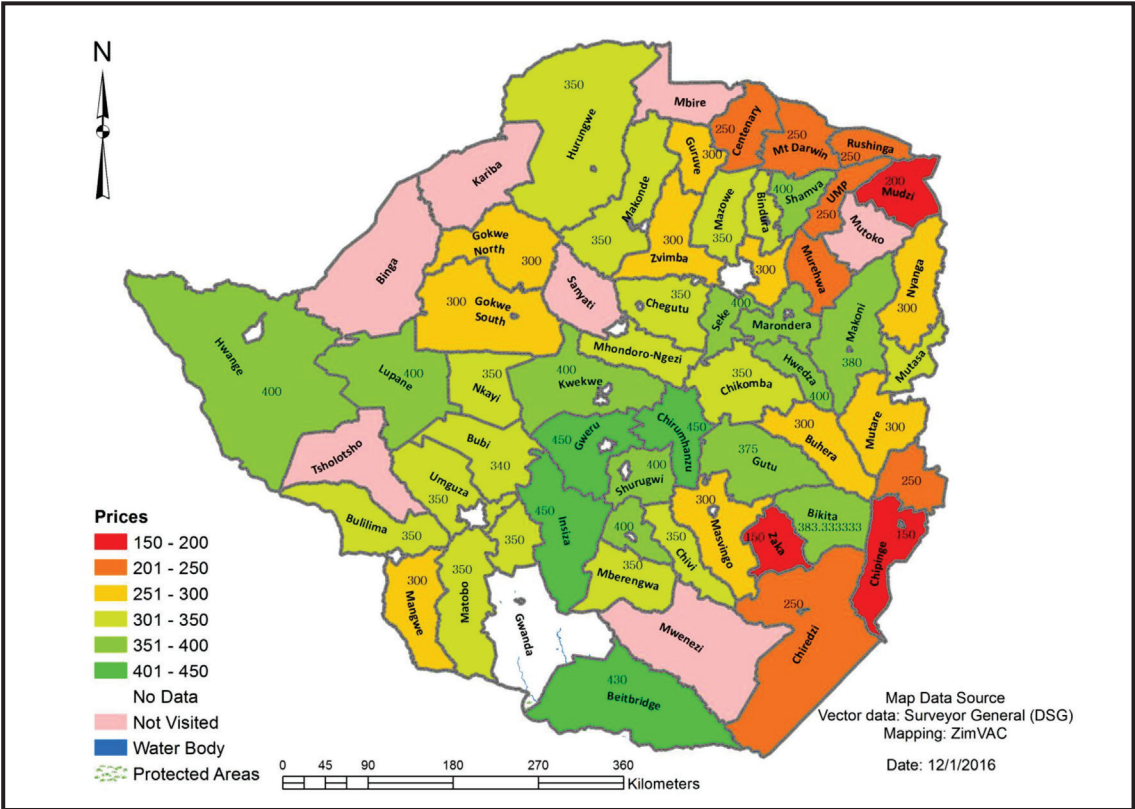 N
350
Hurungwe
Mbire
Centenary
250
Mt Darwin
250
Rushinga
250
Guruve
300
Kariba
Makonde
350
Mazowe
350
Bindura
400
Shamva
UMP
250
200
Mudzi
Mutoko
Binga
Gokwe
North
300
300
Zvimba
300
Murehwa
Nyanga
300
Sanyati
300
Gokwe
South
350
Chegutu
400
Seke
Marondera
Makoni
380
Hwange
400
Lupane
400
350
Nkayi
400
Kwekwe
Mhondoro-Ngezi
350
Chikomba
Hwedza
400
Mutasa
Tsholotsho
Bubi
340
450
Gweru
Chirumhanzu
450
300
Buhera
Mutare
300
Umguza
350
400
Shurugwi
375
Gutu
250
Bulilima
350
350
450
Insiza
400
350
Chivi
300
Masvingo
150
Zaka
Bikita
383.333333
150
Chipinge
300
Mangwe
350
Matobo
350
Mberengwa
Gwanda
Mwenezi
250
Chiredzi
430
Beitbridge
Prices
150 - 200
201 - 250
251 - 300
301 - 350
351 - 400
401 - 450
No Data
Not Visited
Water Body
Protected Areas
0 45 90 180 270 360
Kilometers
Map Data Source
Vector data: Surveyor General (DSG)
Mapping: ZimVAC
Date: 12/1/2016